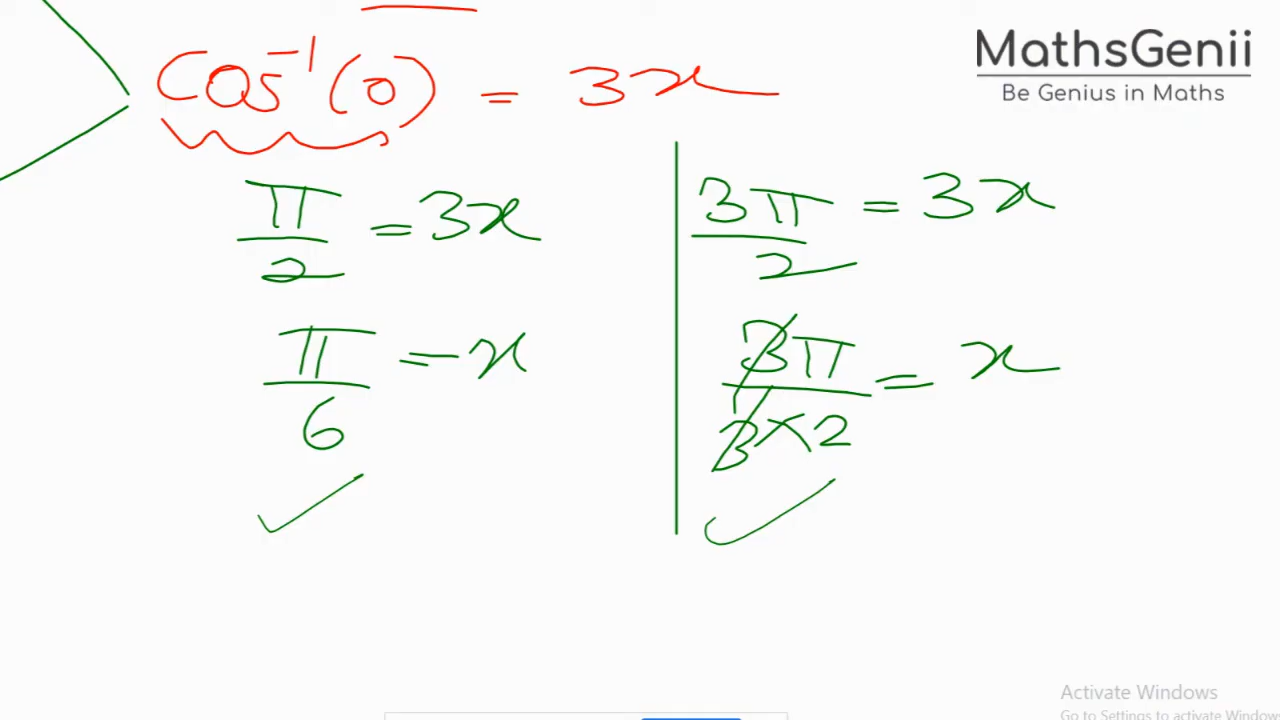 MathsGenii
Be Genius in Maths
cos⁻¹(0) = 3x
π/2 = 3x
π/6 = x
3π/2 = 3x
3π/3×2 = x
Activate Windows
Go to Settings to activate Window